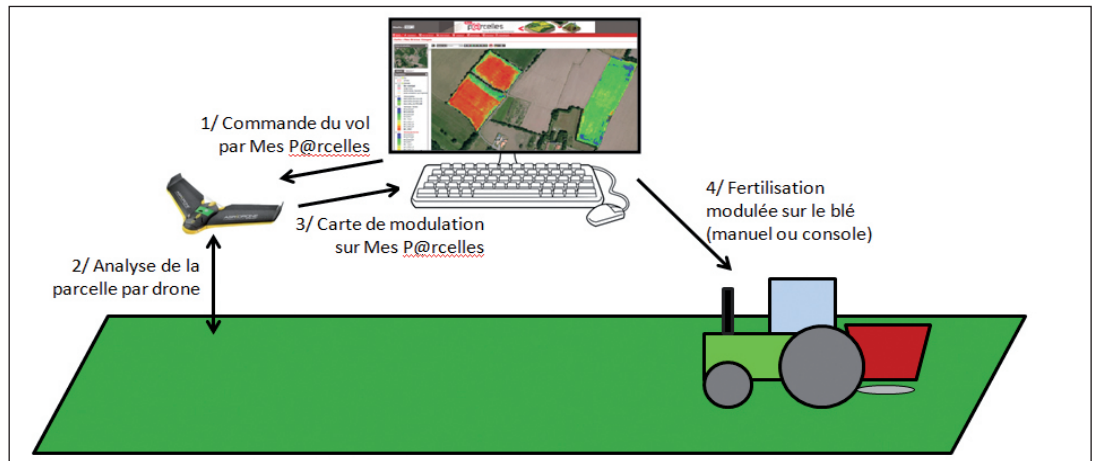 1/ Commande du vol
par Mes P@rcelles
3/ Carte de modulation
sur Mes P@rcelles
2/ Analyse de la
parcelle par drone
4/ Fertilisation
modulée sur le blé
(manuel ou console)